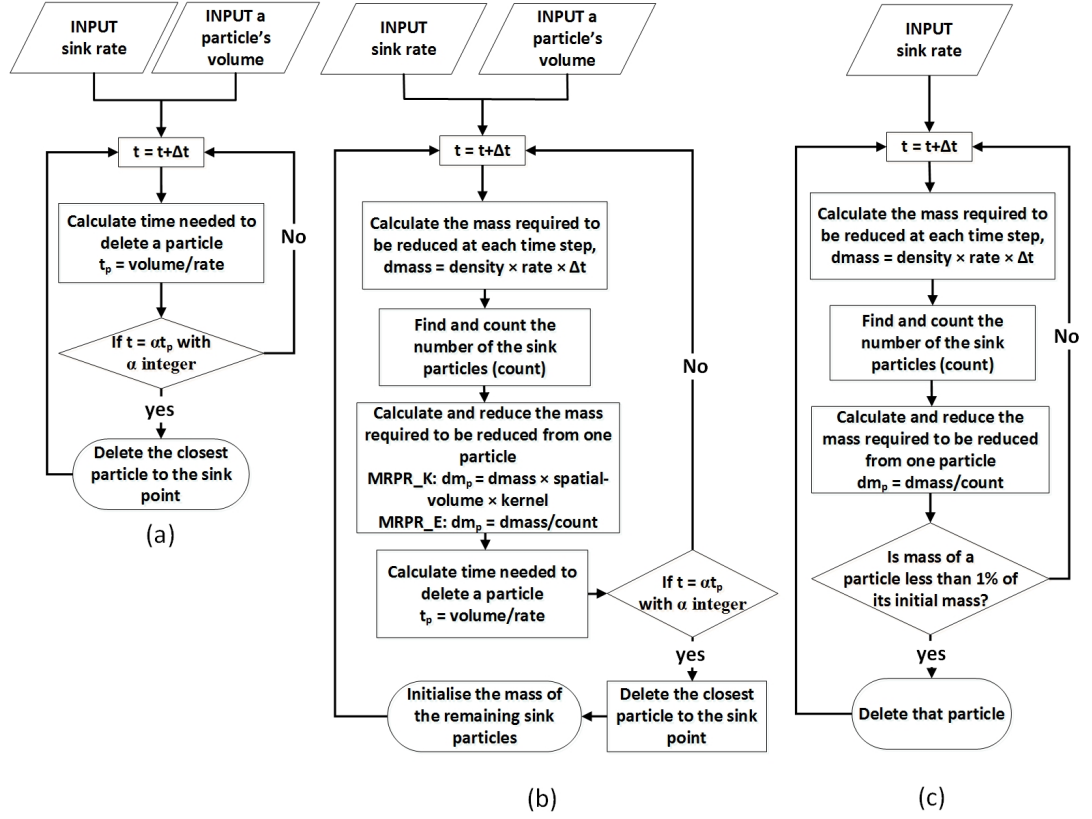 INPUT
sink rate
INPUT a
particle's
volume
t = t+Δt
Calculate time needed to
delete a particle
tₚ = volume/rate
No
If t = αtₚ with
α integer
yes
Delete the closest
particle to the sink
point
(a)
INPUT
sink rate
INPUT a
particle's
volume
t = t+Δt
Calculate the mass required to
be reduced at each time step,
dmass = density × rate × Δt
Find and count the
number of the sink
particles (count)
No
Calculate and reduce the mass
required to be reduced from one
particle
MRPR_K: dmₚ = dmass × spatial-
volume × kernel
MRPR_E: dmₚ = dmass/count
Calculate time needed to
delete a particle
tₚ = volume/rate
If t = αtₚ
with α integer
yes
Delete the closest
particle to the sink
point
Initialise the mass of
the remaining sink
particles
(b)
INPUT
sink rate
t = t+Δt
Calculate the mass required to
be reduced at each time step,
dmass = density × rate × Δt
Find and count the
number of the sink
particles (count)
No
Calculate and reduce the
mass required to be reduced
from one particle
dmₚ = dmass/count
Is mass of a
particle less than 1% of
its initial mass?
yes
Delete that particle
(c)